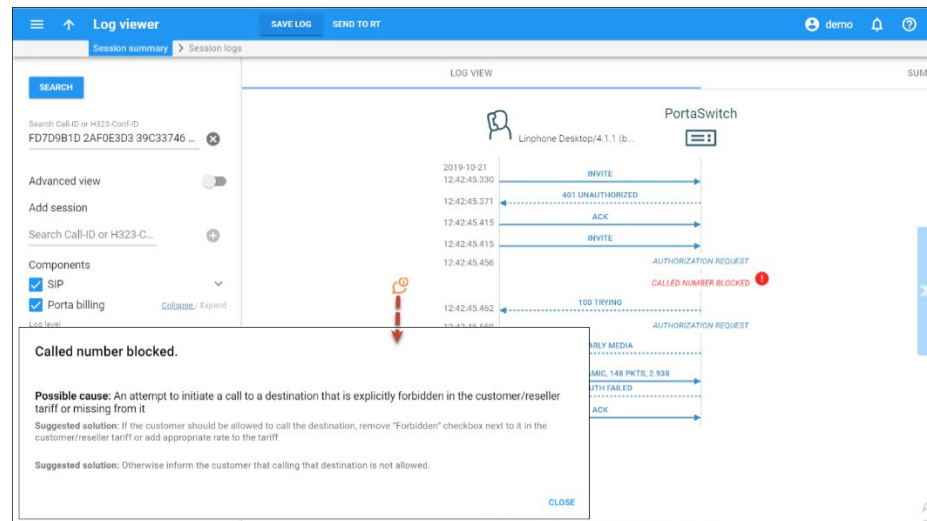 Log viewer
SAVE LOG
SEND TO RT
demo
Session summary > Session logs
SEARCH
Search Call-ID or H323-Conf-ID
FD7D9B1D 2AF0E3D3 39C33746 ...
Advanced view
Add session
Search Call-ID or H323-C...
Components
SIP
Porta billing
Collapse / Expand
Log level
LOG VIEW
SUM
Linphone Desktop/4.1.1 (b...
PortaSwitch
2019-10-21
12:42:45.330
INVITE
12:42:45.371
401 UNAUTHORIZED
12:42:45.415
ACK
12:42:45.415
INVITE
12:42:45.456
AUTHORIZATION REQUEST
CALLED NUMBER BLOCKED
12:42:45.462
100 TRYING
AUTHORIZATION REQUEST
ARLY MEDIA
AMIC, 148 PKTS, 2.938
UTH FAILED
ACK
Called number blocked.
Possible cause: An attempt to initiate a call to a destination that is explicitly forbidden in the customer/reseller
tariff or missing from it
Suggested solution: If the customer should be allowed to call the destination, remove "Forbidden" checkbox next to it in the
customer/reseller tariff or add appropriate rate to the tariff
Suggested solution: Otherwise inform the customer that calling that destination is not allowed.
CLOSE